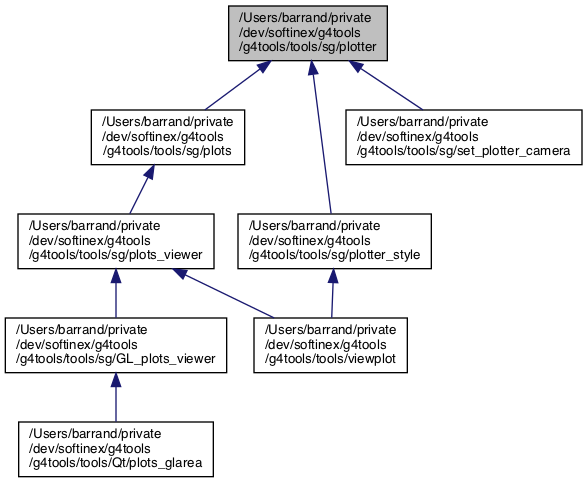 /Users/barrand/private
/dev/softinex/g4tools
/g4tools/tools/sg/plotter
/Users/barrand/private
/dev/softinex/g4tools
/g4tools/tools/sg/plots
/Users/barrand/private
/dev/softinex/g4tools
/g4tools/tools/sg/set_plotter_camera
/Users/barrand/private
/dev/softinex/g4tools
/g4tools/tools/sg/plots_viewer
/Users/barrand/private
/dev/softinex/g4tools
/g4tools/tools/sg/plotter_style
/Users/barrand/private
/dev/softinex/g4tools
/g4tools/tools/sg/GL_plots_viewer
/Users/barrand/private
/dev/softinex/g4tools
/g4tools/tools/viewplot
/Users/barrand/private
/dev/softinex/g4tools
/g4tools/tools/Qt/plots_glarea